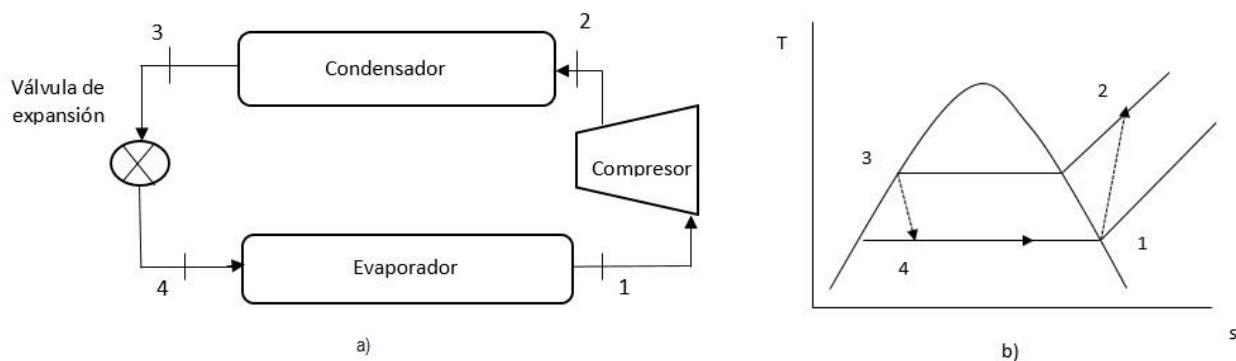 3
2
Condensador
Válvula de
expansión
Compresor
Evaporador
4
1
a)
T
2
3
1
4
s
b)